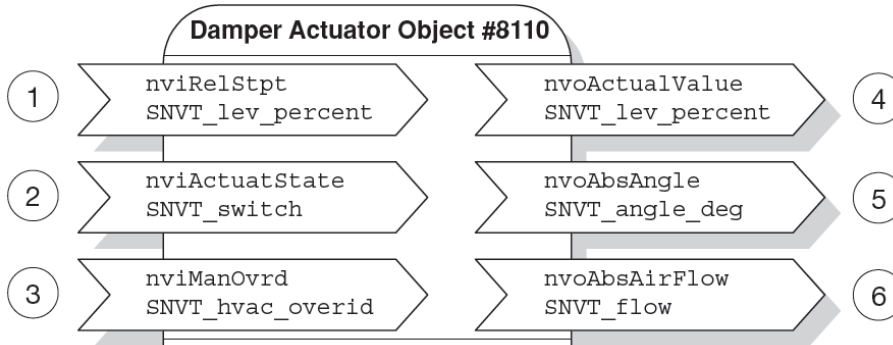 Damper Actuator Object #8110
1
nviRelStpt
SNVT_lev_percent
nvoActualValue
SNVT_lev_percent
4
2
nviActuatState
SNVT_switch
nvoAbsAngle
SNVT_angle_deg
5
3
nviManOvrd
SNVT_hvac_overid
nvoAbsAirFlow
SNVT_flow
6